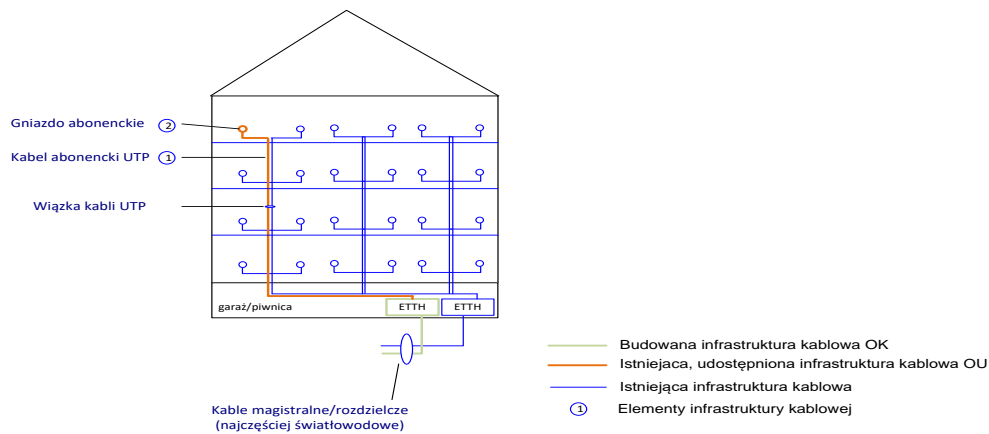 Gniazdo abonenckie 2
Kabel abonencki UTP 1
Wiązka kabli UTP
garaż/piwnica
ETTH ETTH
Kable magistralne/rozdzielcze
(najczęściej światłowodowe)
Budowana infrastruktura kablowa OK
Istniejaca, udostępniona infrastruktura kablowa OU
Istniejąca infrastruktura kablowa
1 Elementy infrastruktury kablowej